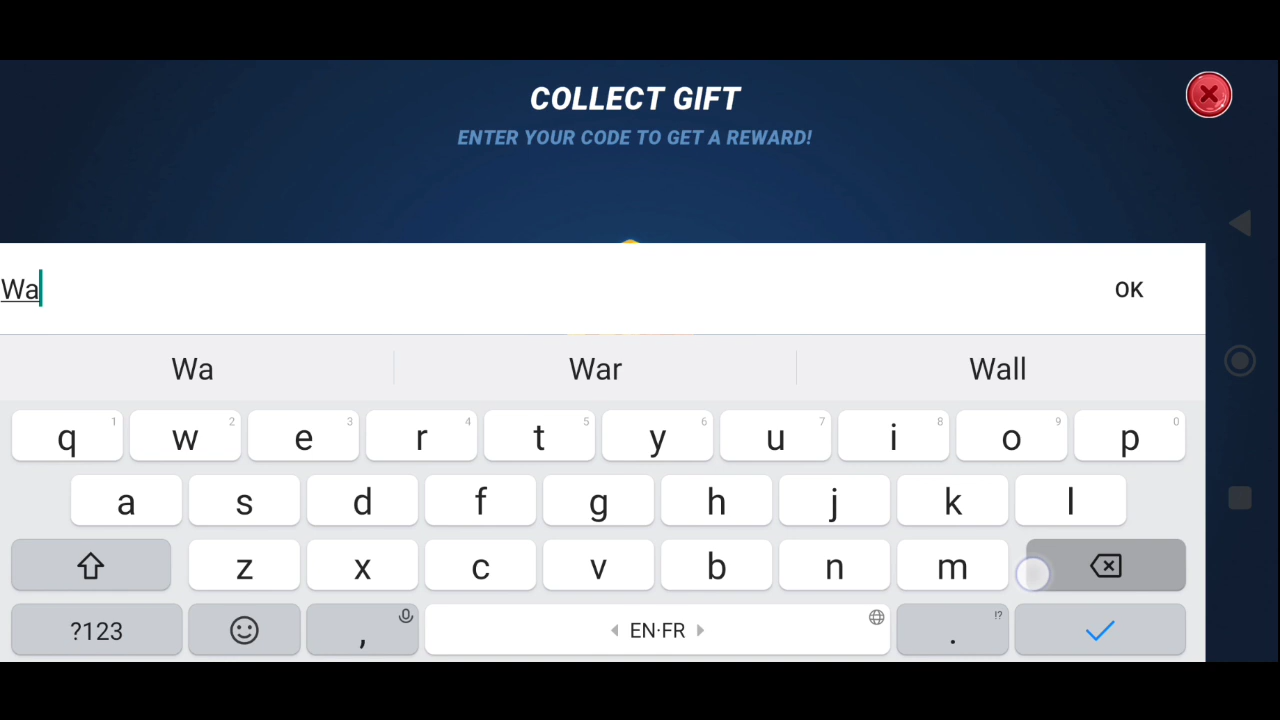 COLLECT GIFT
ENTER YOUR CODE TO GET A REWARD!
Wa
OK
Wa War Wall
q 1 w 2 e 3 r 4 t 5 y 6 u 7 i 8 o 9 p 0
a s d f g h j k l
z x c v b n m
?123 , EN·FR . !?